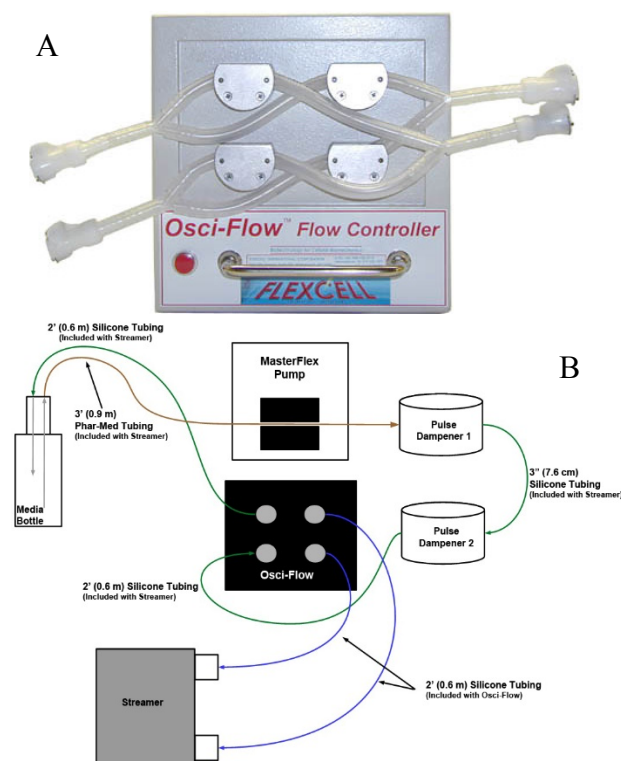 A
Osci-Flow™ Flow Controller
FLEXCELL
2' (0.6 m) Silicone Tubing
(Included with Streamer)
B
MasterFlex
Pump
3' (0.9 m)
Phar-Med Tubing
(Included with Streamer)
Pulse
Dampener 1
3" (7.6 cm)
Silicone Tubing
(Included with Streamer)
Media
Bottle
Pulse
Dampener 2
Osci-Flow
2' (0.6 m) Silicone Tubing
(Included with Streamer)
2' (0.6 m) Silicone Tubing
(Included with Osci-Flow)
Streamer